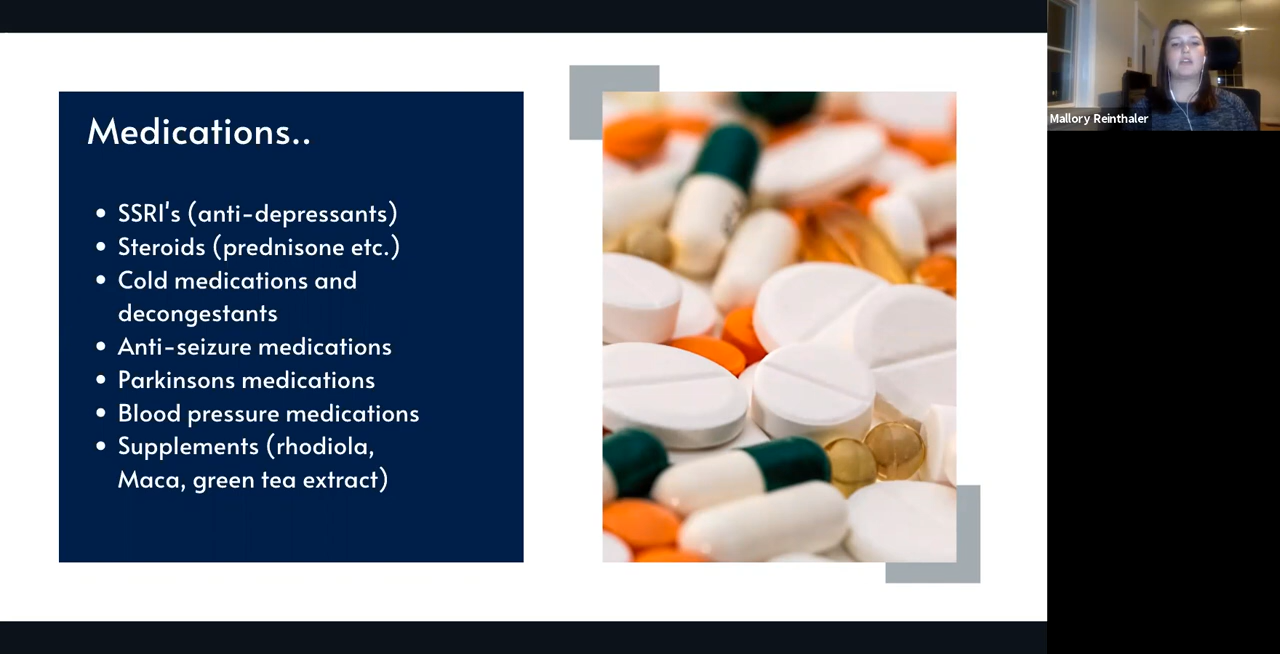 Medications..
SSRI's (anti-depressants)
Steroids (prednisone etc.)
Cold medications and
decongestants
Anti-seizure medications
Parkinsons medications
Blood pressure medications
Supplements (rhodiola,
Maca, green tea extract)
Mallory Reinthaler